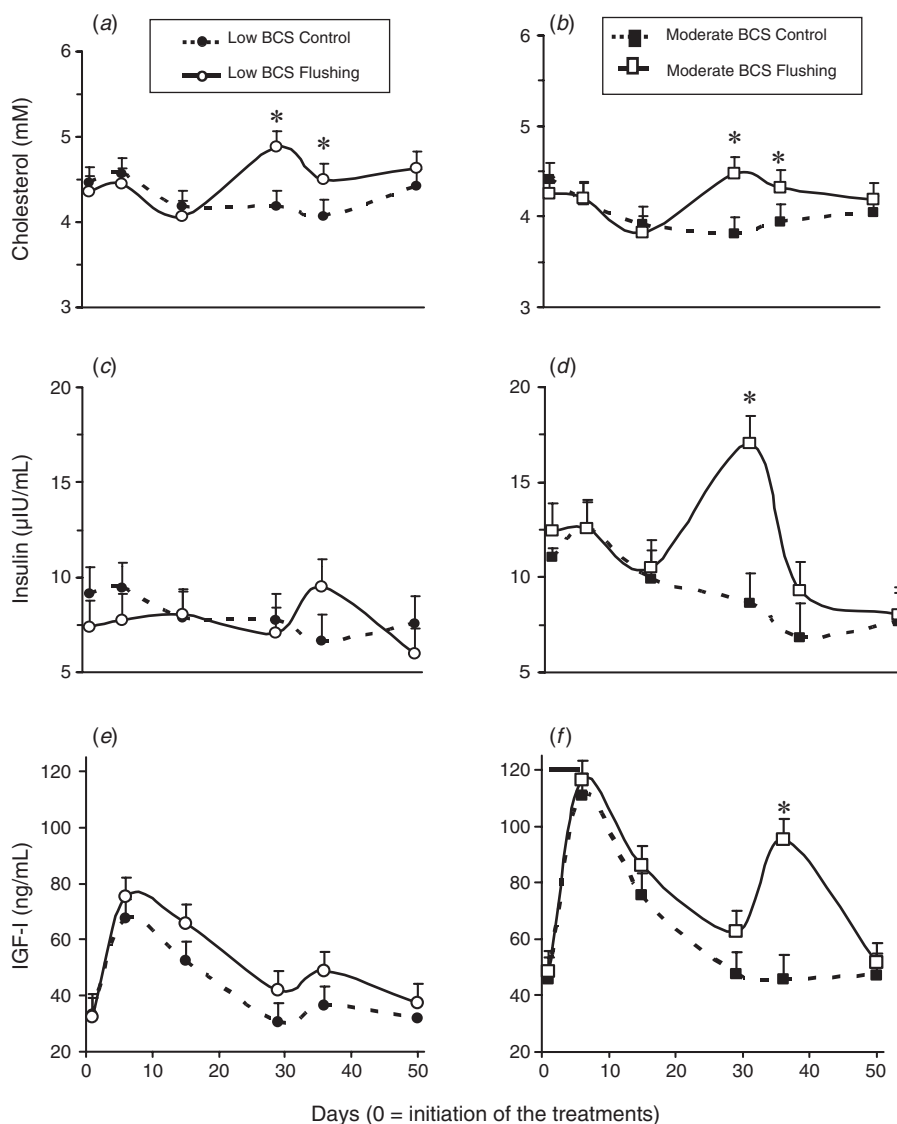 (a)
Low BCS Control
Low BCS Flushing
(b)
Moderate BCS Control
Moderate BCS Flushing
Cholesterol (mM)
6
5
4
3
* *
6
5
4
3
* *
(c)
(d)
Insulin (µIU/mL)
20
15
10
5
20
15
10
5
*
(e)
(f)
IGF-I (ng/mL)
120
100
80
60
40
20
120
100
80
60
40
20
*
0 10 20 30 40 50
0 10 20 30 40 50
Days (0 = initiation of the treatments)